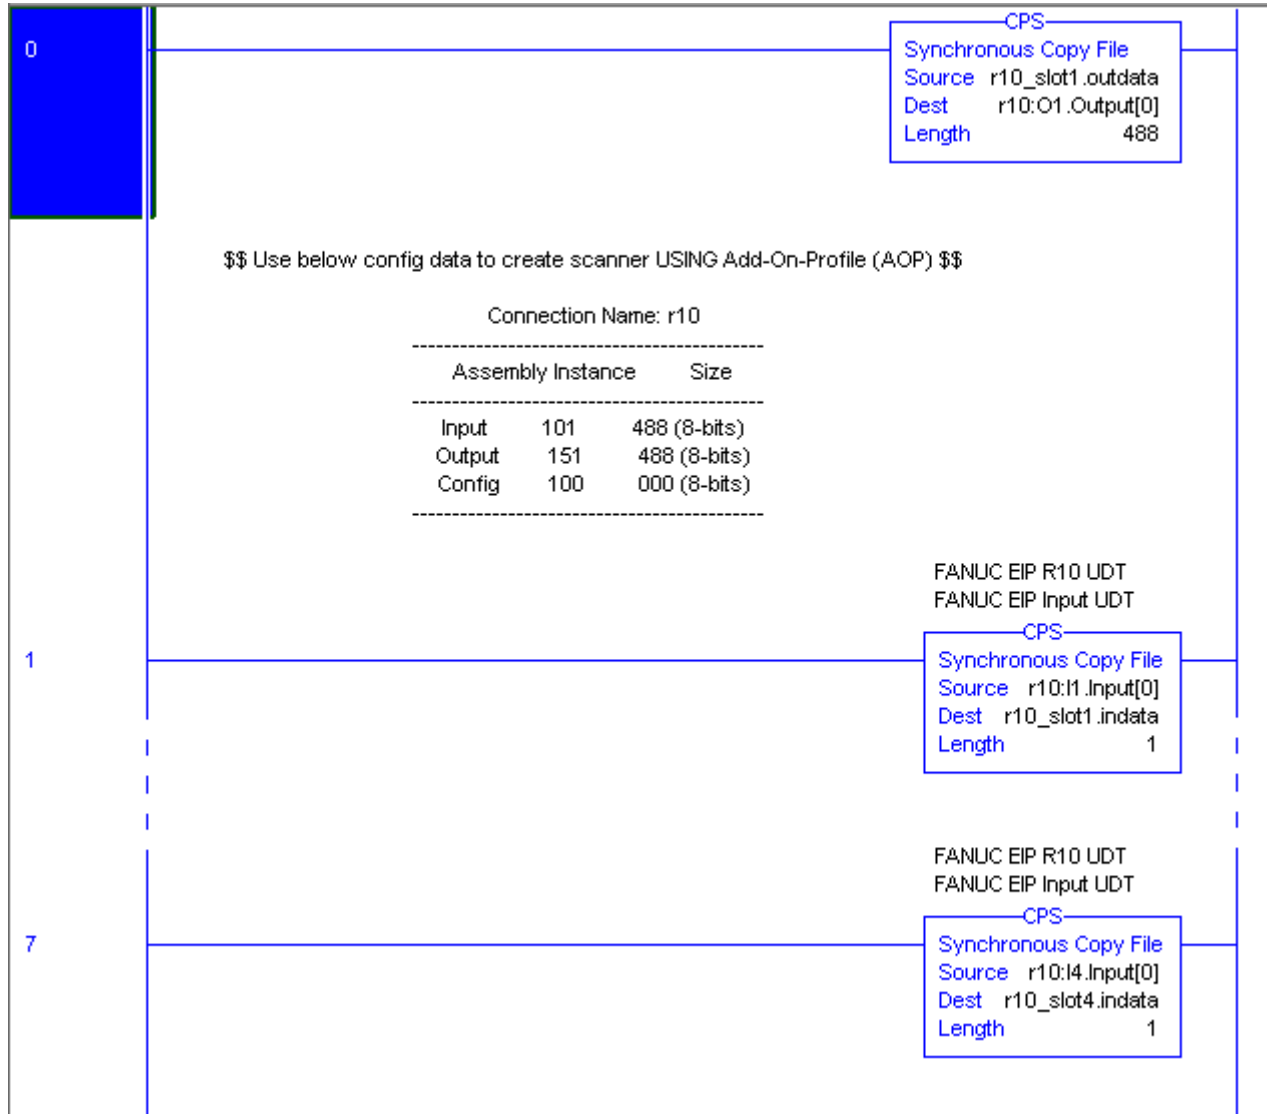 0
CPS
Synchronous Copy File
Source r10_slot1.outdata
Dest r10:O1.Output[0]
Length 488
$$ Use below config data to create scanner USING Add-On-Profile (AOP) $$
Connection Name: r10
--------------------------------------------
Assembly Instance Size
--------------------------------------------
Input 101 488 (8-bits)
Output 151 488 (8-bits)
Config 100 000 (8-bits)
--------------------------------------------
FANUC EIP R10 UDT
FANUC EIP Input UDT
1
CPS
Synchronous Copy File
Source r10:I1.Input[0]
Dest r10_slot1.indata
Length 1
FANUC EIP R10 UDT
FANUC EIP Input UDT
7
CPS
Synchronous Copy File
Source r10:I4.Input[0]
Dest r10_slot4.indata
Length 1